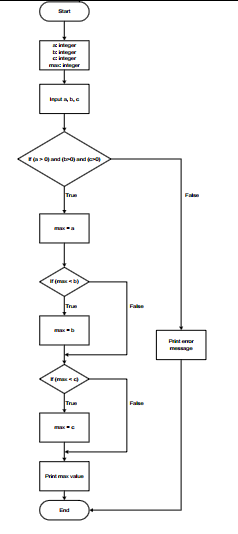 Start
a: integer
b: integer
c: integer
max: integer
Input a, b, c
If (a > 0) and (b>0) and (c>0)
True
False
max = a
If (max < b)
True
False
max = b
Print error
message
If (max < c)
True
False
max = c
Print max value
End